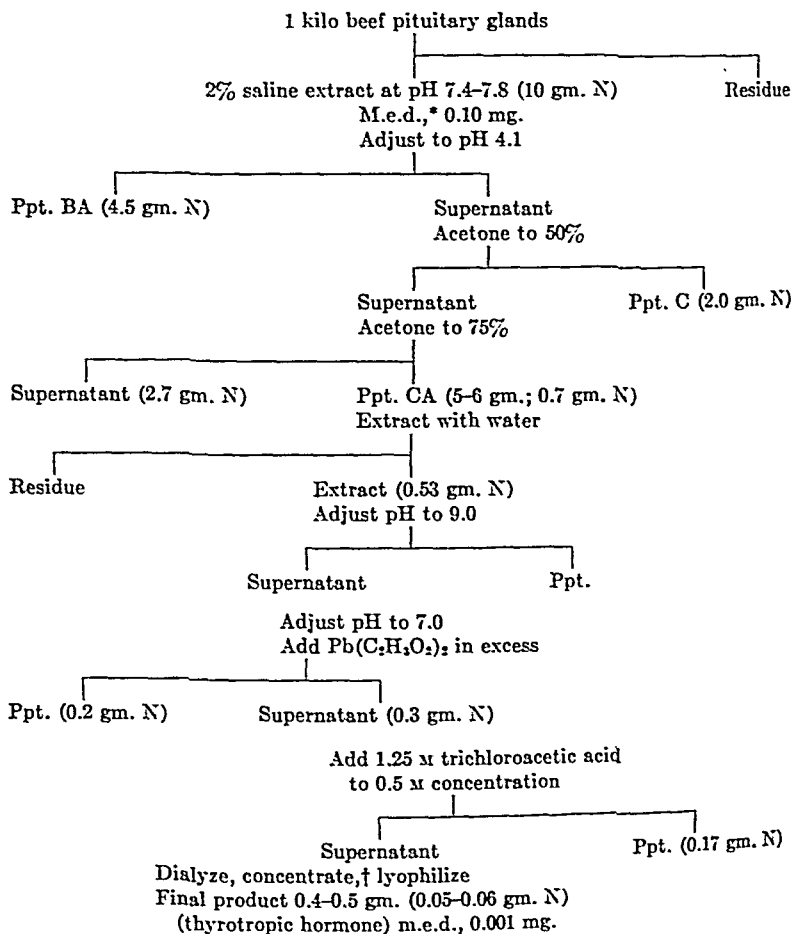 1 kilo beef pituitary glands
2% saline extract at pH 7.4–7.8 (10 gm. N)
Residue
M.e.d.,* 0.10 mg.
Adjust to pH 4.1
Ppt. BA (4.5 gm. N)
Supernatant
Acetone to 50%
Supernatant
Ppt. C (2.0 gm. N)
Acetone to 75%
Supernatant (2.7 gm. N)
Ppt. CA (5–6 gm.; 0.7 gm. N)
Extract with water
Residue
Extract (0.53 gm. N)
Adjust pH to 9.0
Supernatant
Ppt.
Adjust pH to 7.0
Add Pb(C₂H₃O₂)₂ in excess
Ppt. (0.2 gm. N)
Supernatant (0.3 gm. N)
Add 1.25 M trichloroacetic acid
to 0.5 M concentration
Supernatant
Ppt. (0.17 gm. N)
Dialyze, concentrate,† lyophilize
Final product 0.4–0.5 gm. (0.05–0.06 gm. N)
(thyrotropic hormone) m.e.d., 0.001 mg.